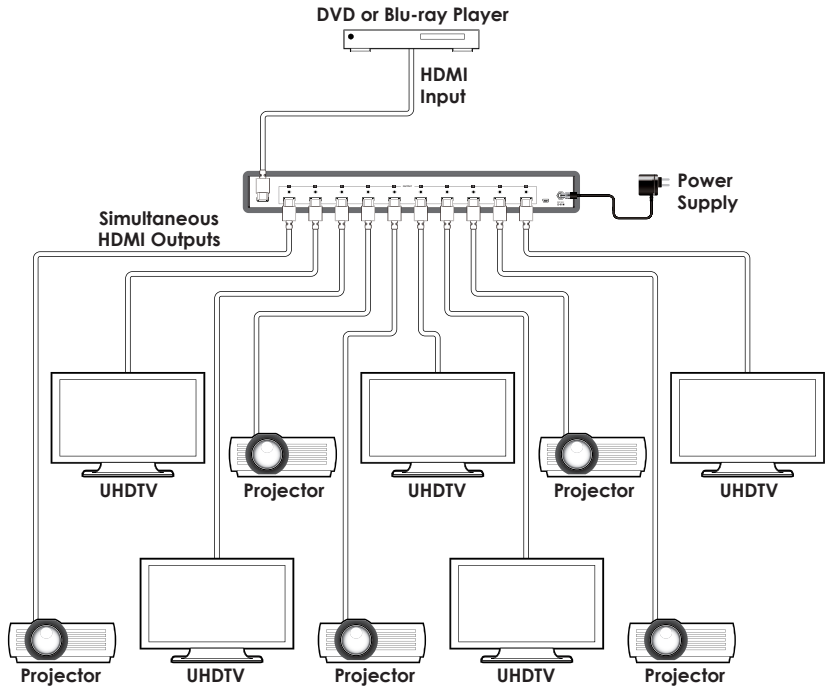 DVD or Blu-ray Player
HDMI
Input
Power
Supply
Simultaneous
HDMI Outputs
UHDTV
Projector
UHDTV
Projector
UHDTV
Projector
UHDTV
Projector
UHDTV
Projector